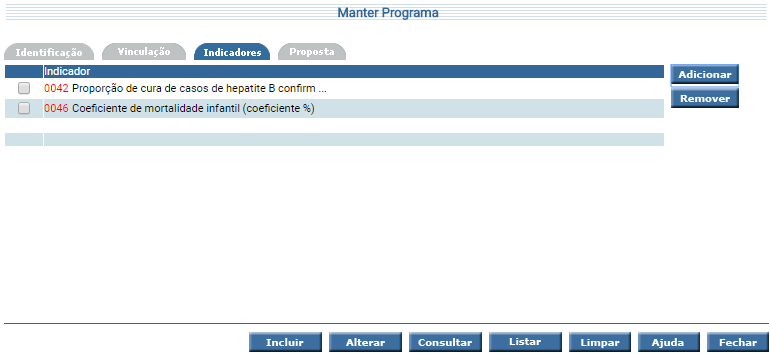 Manter Programa
Identificação Vinculação Indicadores Proposta
Indicador
Adicionar
0042 Proporção de cura de casos de hepatite B confirm ...
Remover
0046 Coeficiente de mortalidade infantil (coeficiente %)
Incluir Alterar Consultar Listar Limpar Ajuda Fechar